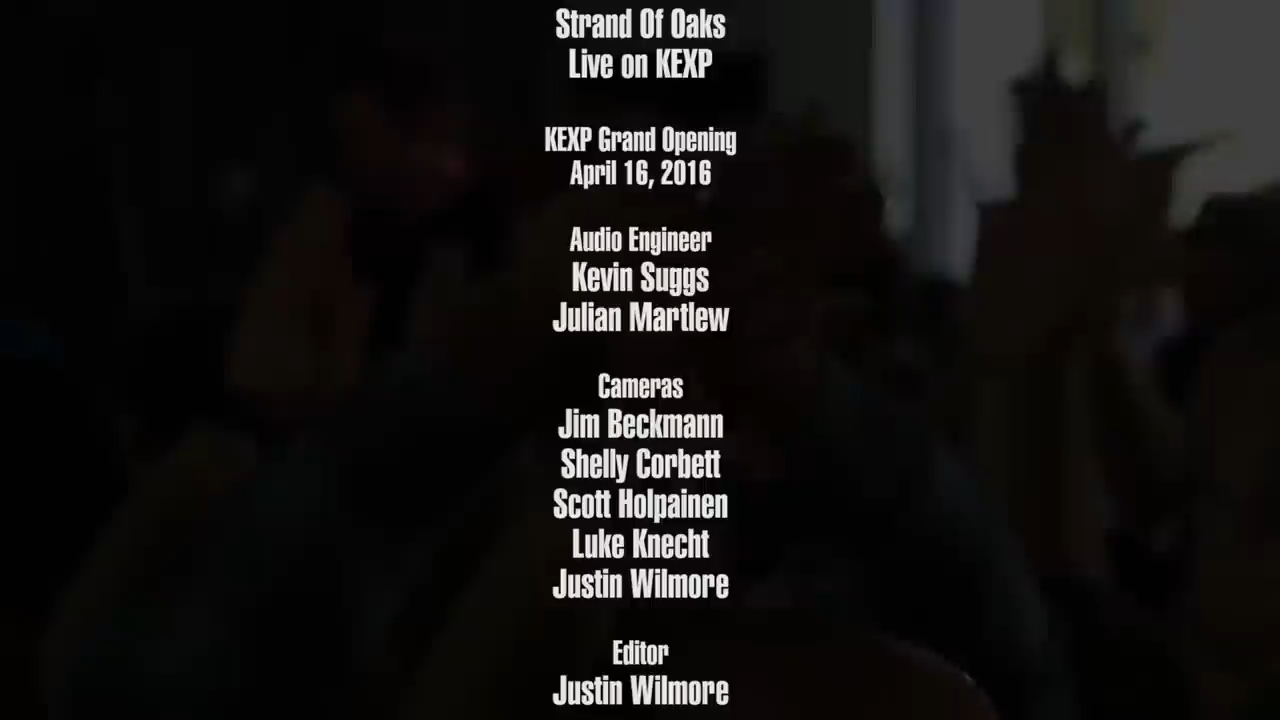 Strand Of Oaks
Live on KEXP
KEXP Grand Opening
April 16, 2016
Audio Engineer
Kevin Suggs
Julian Martlew
Cameras
Jim Beckmann
Shelly Corbett
Scott Holpainen
Luke Knecht
Justin Wilmore
Editor
Justin Wilmore